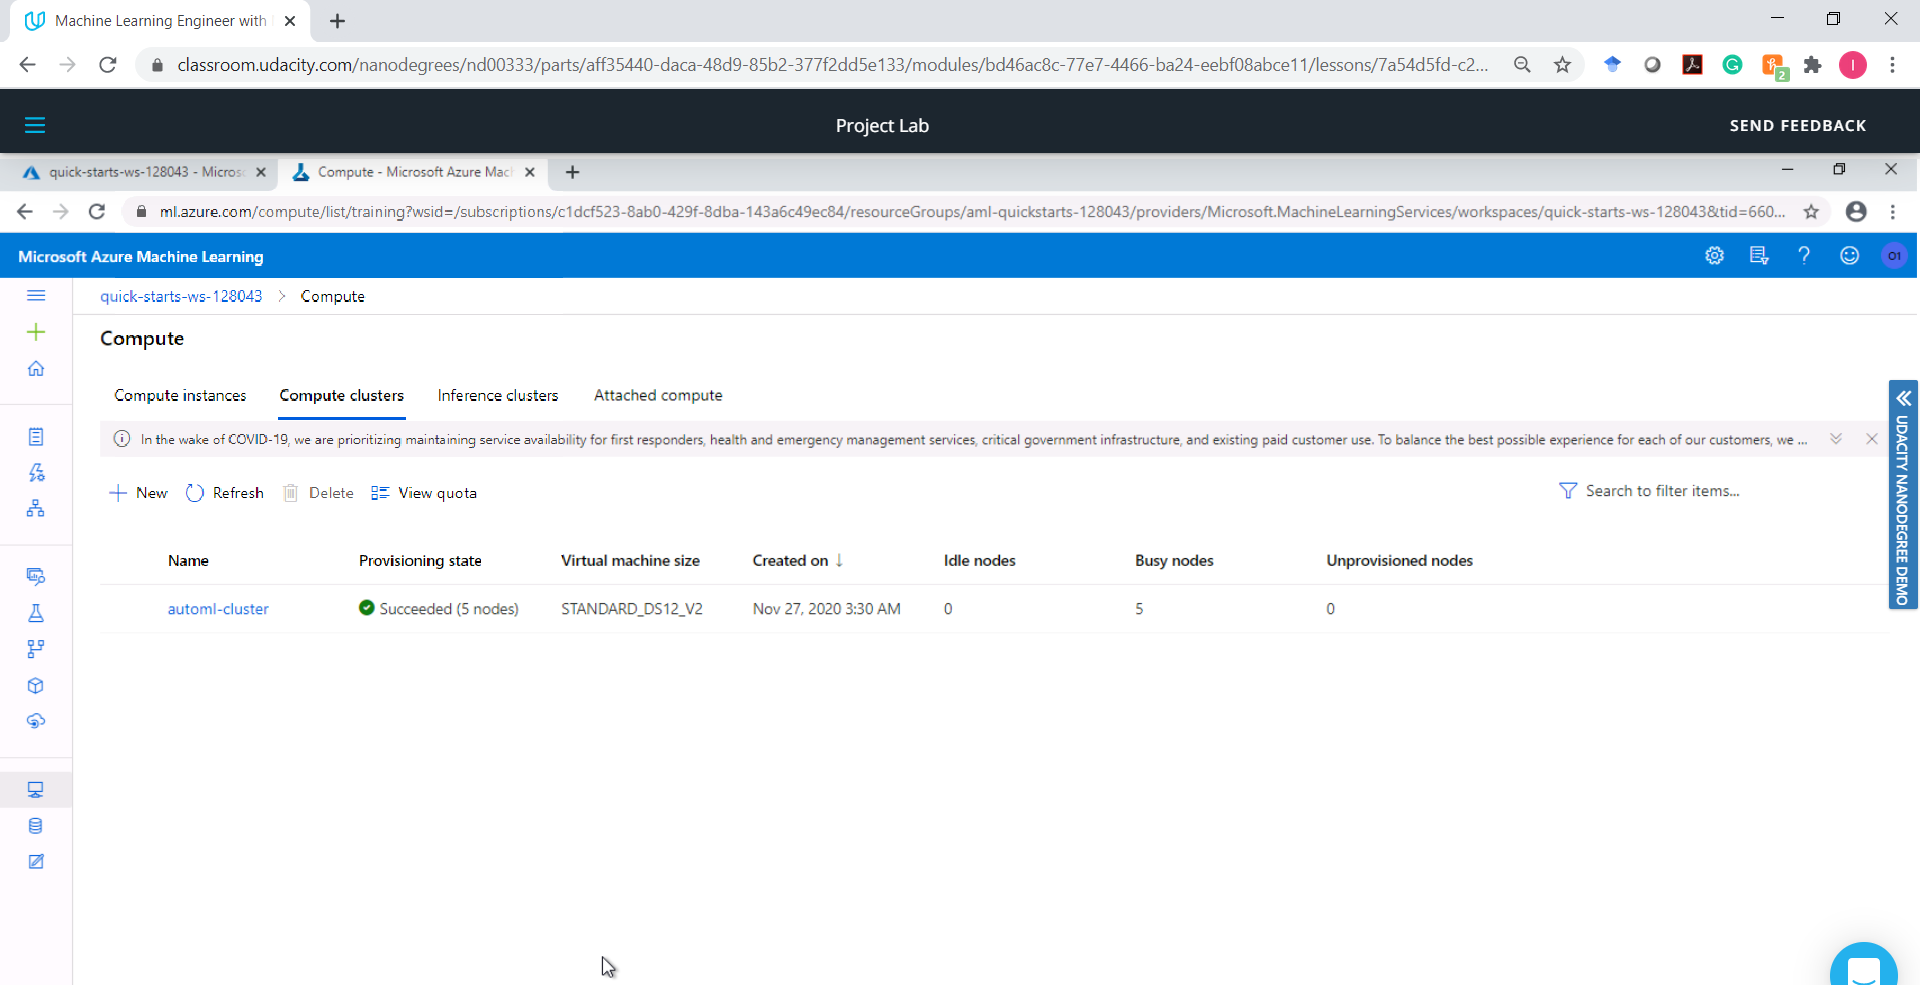 Machine Learning Engineer with
classroom.udacity.com/nanodegrees/nd00333/parts/aff35440-daca-48d9-85b2-377f2dd5e133/modules/bd46ac8c-77e7-4466-ba24-eebf08abce11/lessons/7a54d5fd-c2...
2
I
Project Lab
SEND FEEDBACK
quick-starts-ws-128043 - Micros
Compute - Microsoft Azure Mac
ml.azure.com/compute/list/training?wsid=/subscriptions/c1dcf523-8ab0-429f-8dba-143a6c49ec84/resourceGroups/aml-quickstarts-128043/providers/Microsoft.MachineLearningServices/workspaces/quick-starts-ws-128043&tid=660...
Microsoft Azure Machine Learning
O1
quick-starts-ws-128043 > Compute
Compute
Compute instances Compute clusters Inference clusters Attached compute
In the wake of COVID-19, we are prioritizing maintaining service availability for first responders, health and emergency management services, critical government infrastructure, and existing paid customer use. To balance the best possible experience for each of our customers, we ...
New Refresh Delete View quota
Search to filter items...
Name Provisioning state Virtual machine size Created on ↓ Idle nodes Busy nodes Unprovisioned nodes
automl-cluster Succeeded (5 nodes) STANDARD_DS12_V2 Nov 27, 2020 3:30 AM 0 5 0
UDACITY NANODEGREE DEMO